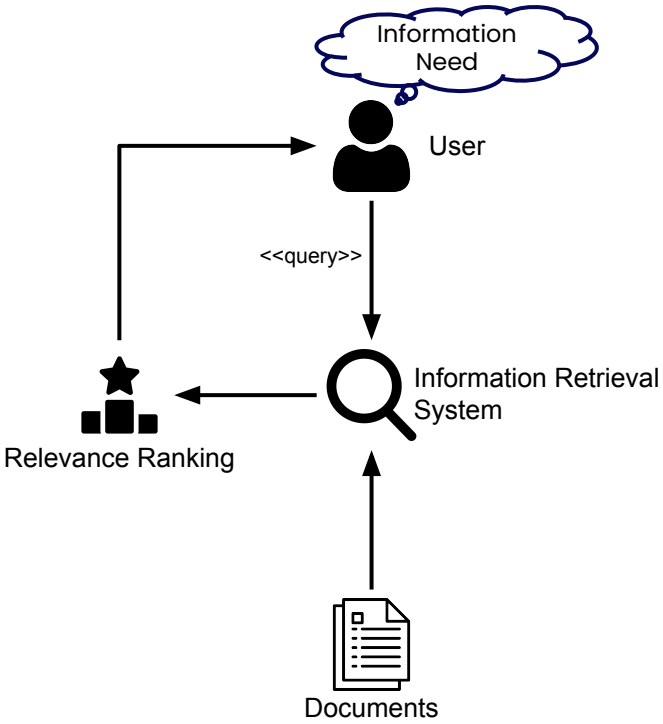 Information
Need
User
<<query>>
Information Retrieval
System
Relevance Ranking
Documents